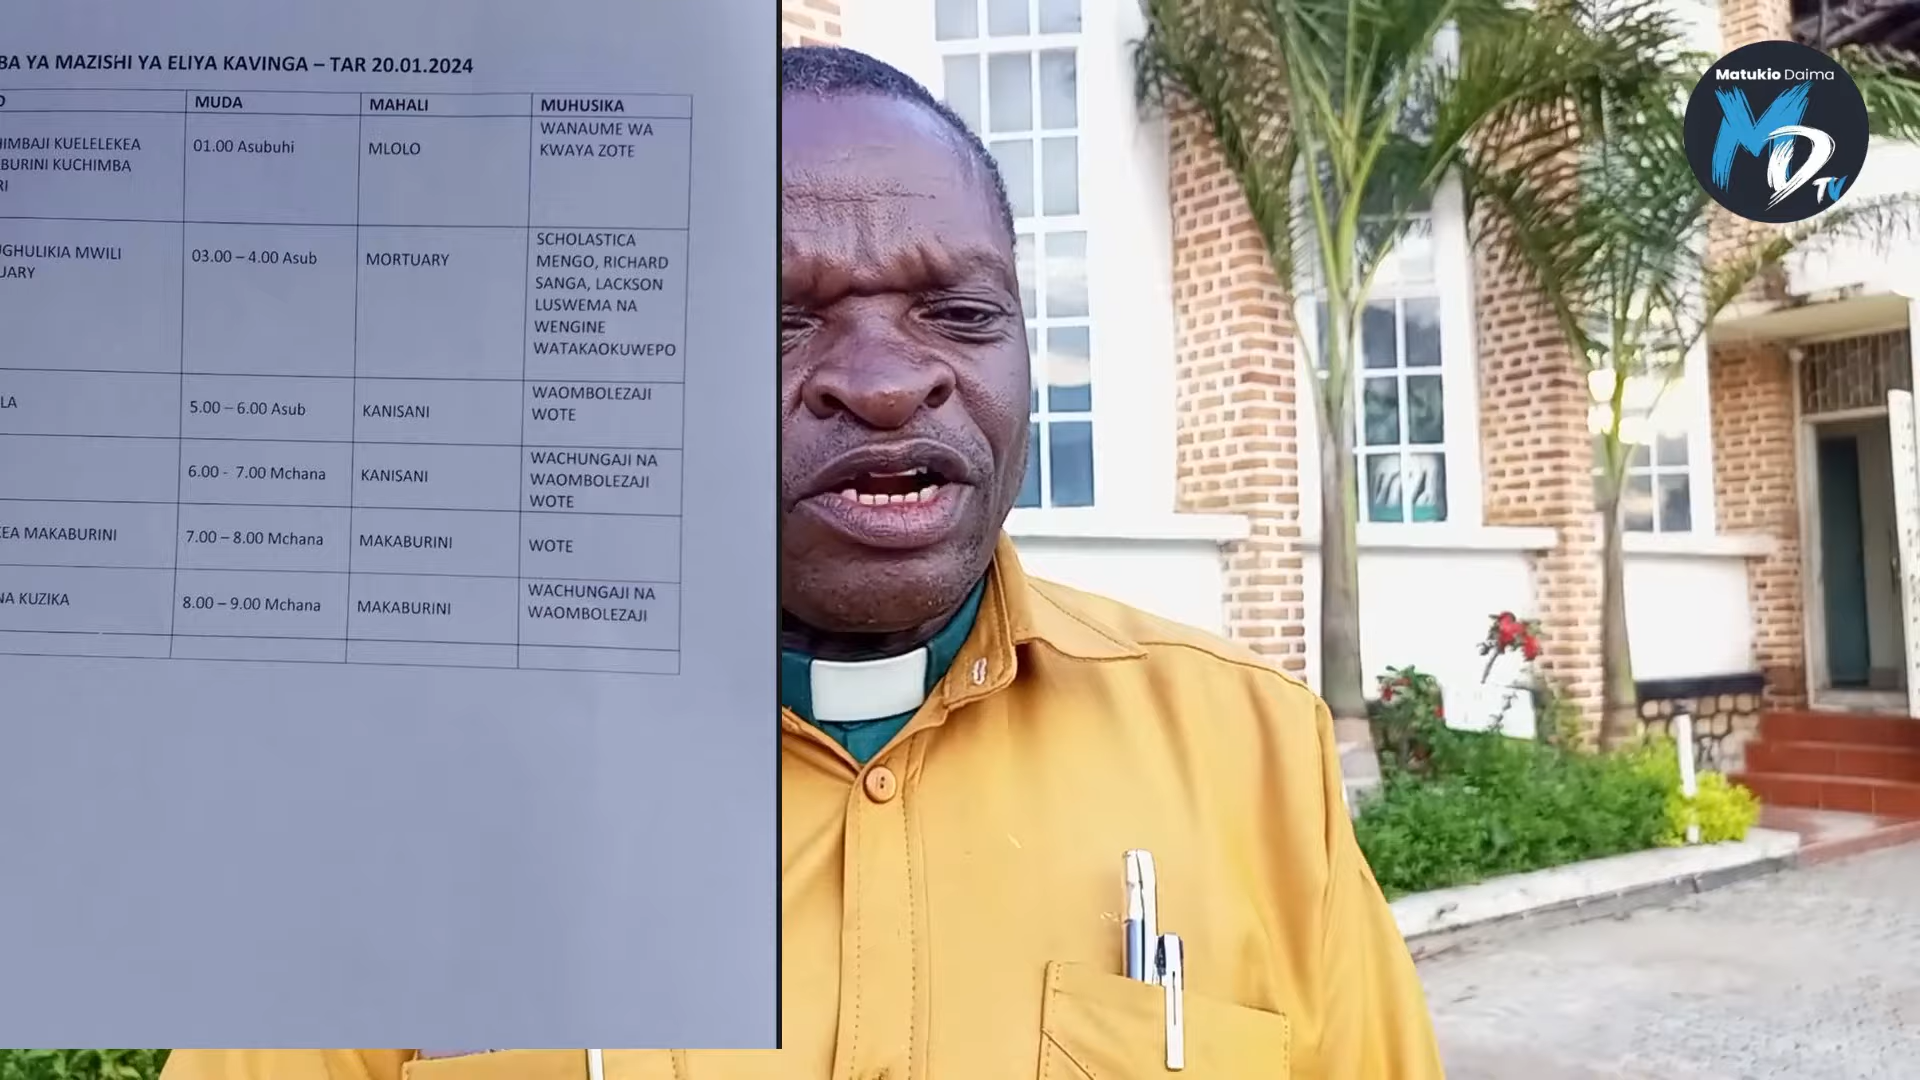 BA YA MAZISHI YA ELIYA KAVINGA – TAR 20.01.2024
MUDA MAHALI MUHUSIKA
HIMBAJI KUELELEKEA
BURINI KUCHIMBA
RI
01.00 Asubuhi
MLOLO
WANAUME WA
KWAYA ZOTE
GHULIKIA MWILI
UARY
03.00 – 4.00 Asub
MORTUARY
SCHOLASTICA
MENGO, RICHARD
SANGA, LACKSON
LUSWEMA NA
WENGINE
WATAKAOKUWEPO
LA
5.00 – 6.00 Asub
KANISANI
WAOMBOLEZAJI
WOTE
6.00 - 7.00 Mchana
KANISANI
WACHUNGAJI NA
WAOMBOLEZAJI
WOTE
EA MAKABURINI
7.00 – 8.00 Mchana
MAKABURINI
WOTE
NA KUZIKA
8.00 – 9.00 Mchana
MAKABURINI
WACHUNGAJI NA
WAOMBOLEZAJI
Matukio Daima
MD TV